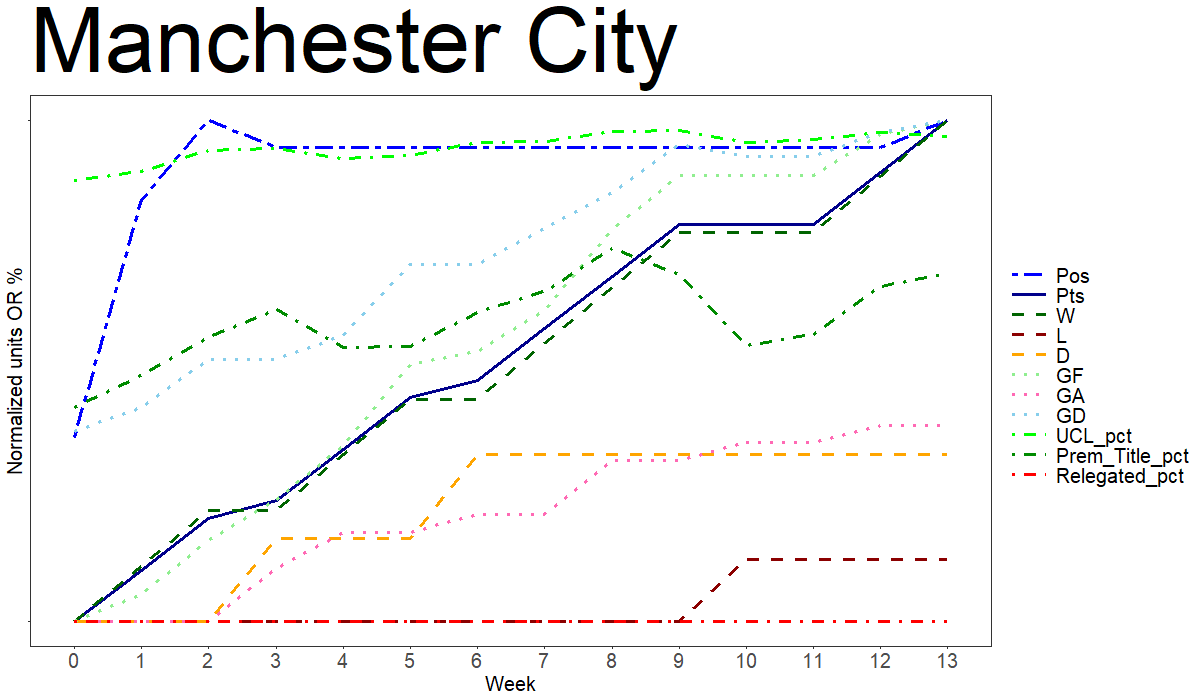 Manchester City
Normalized units OR %
Pos
Pts
W
L
D
GF
GA
GD
UCL_pct
Prem_Title_pct
Relegated_pct
0 1 2 3 4 5 6 7 8 9 10 11 12 13
Week